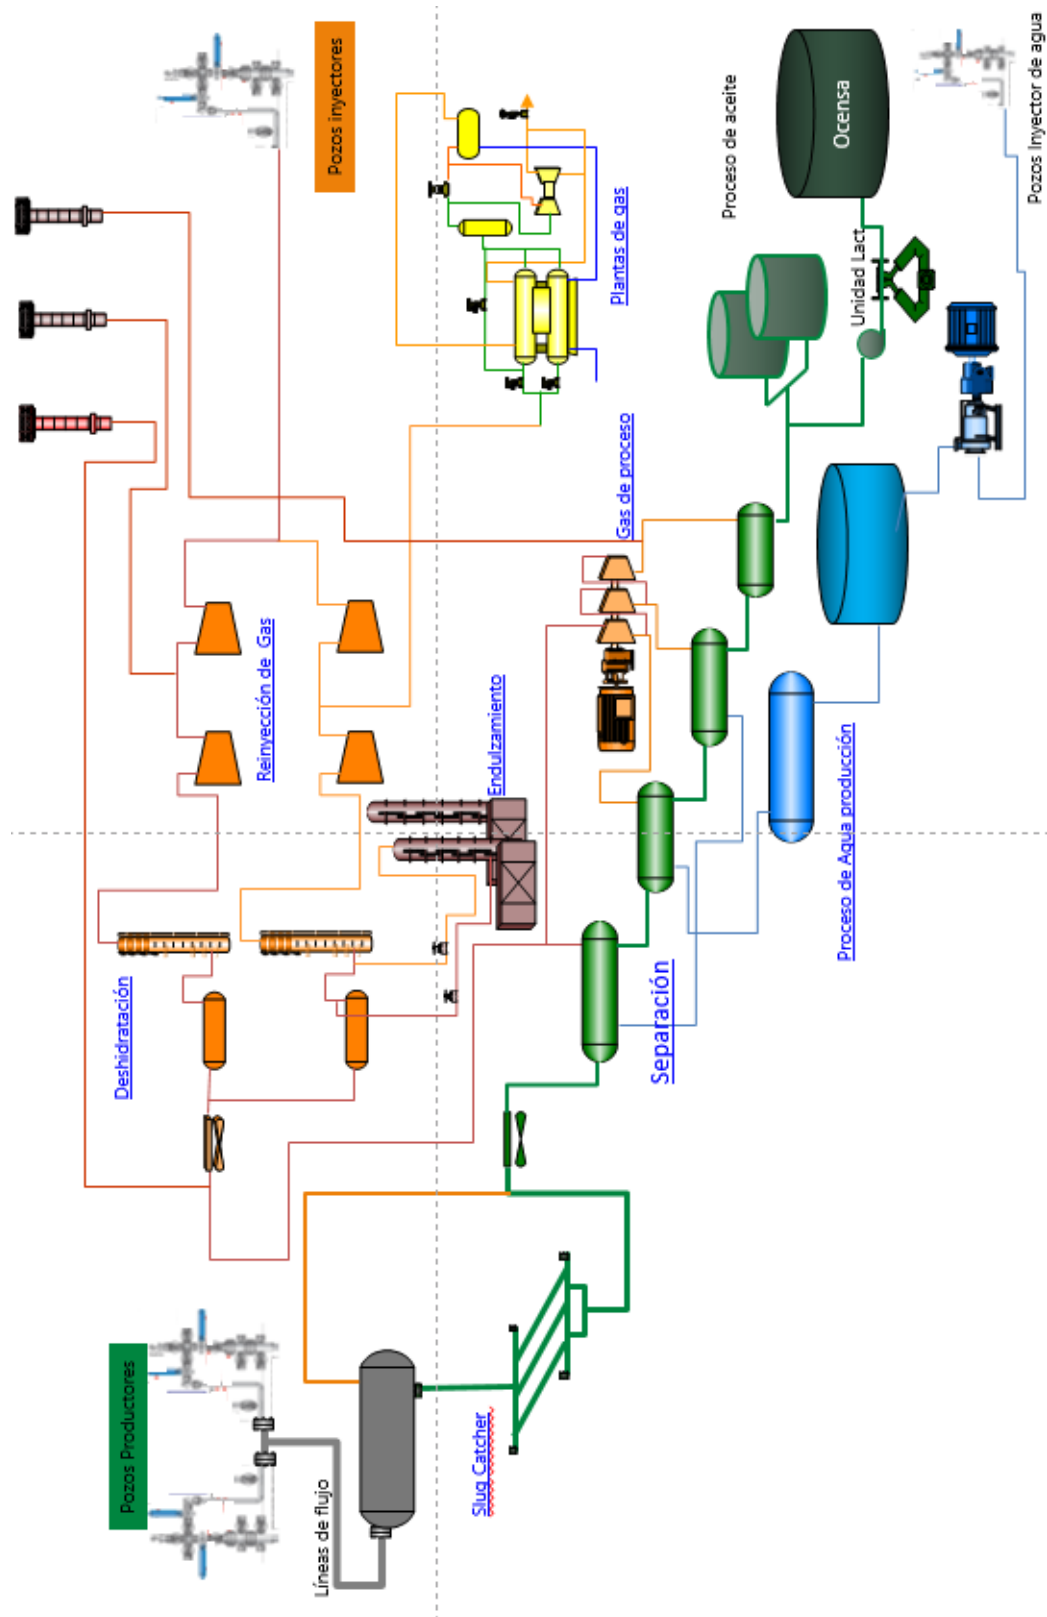 Pozos Productores
Deshidratación
Reinyección de Gas
Pozos inyectores
Líneas de flujo
Slug Catcher
Endulzamiento
Plantas de gas
Gas de proceso
Separación
Proceso de aceite
Ocensa
Unidad Lact
Proceso de Agua producción
Pozos Inyector de agua